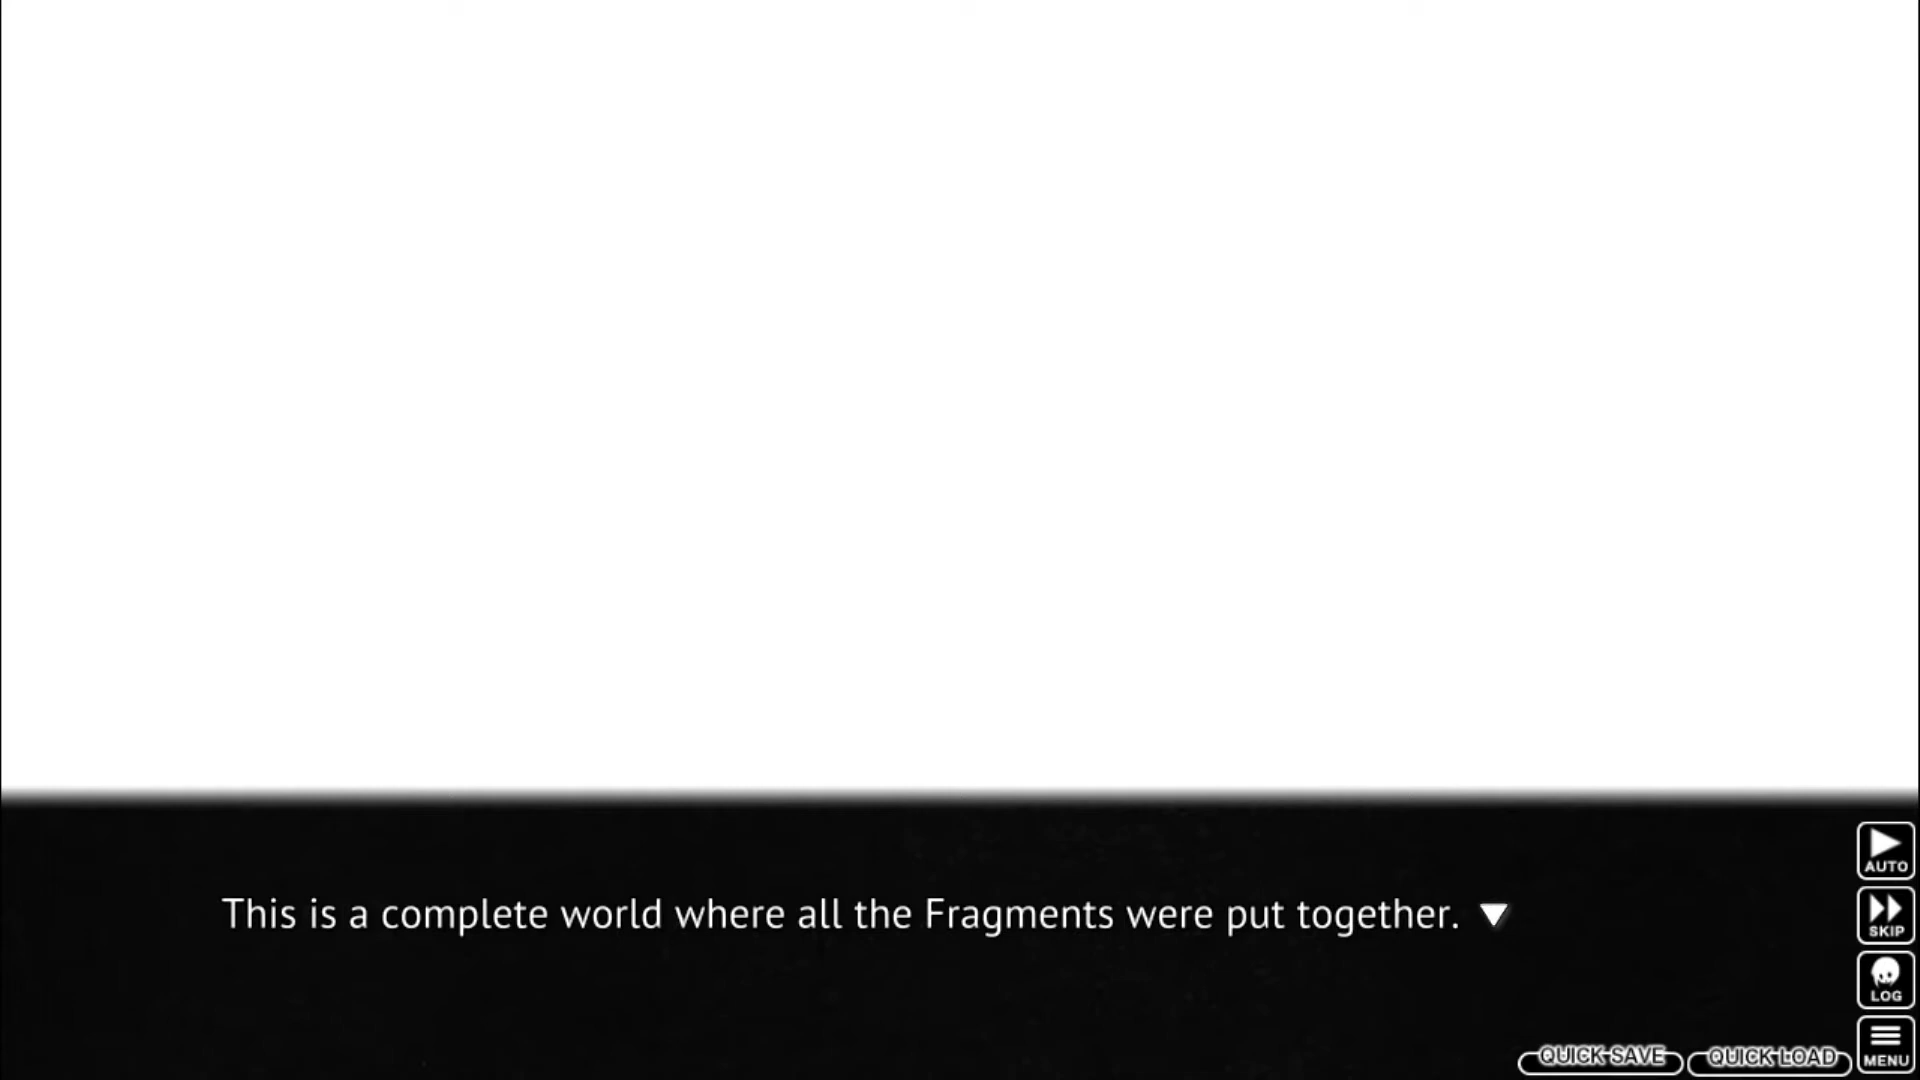 This is a complete world where all the Fragments were put together.
AUTO
SKIP
LOG
MENU
QUICK SAVE
QUICK LOAD